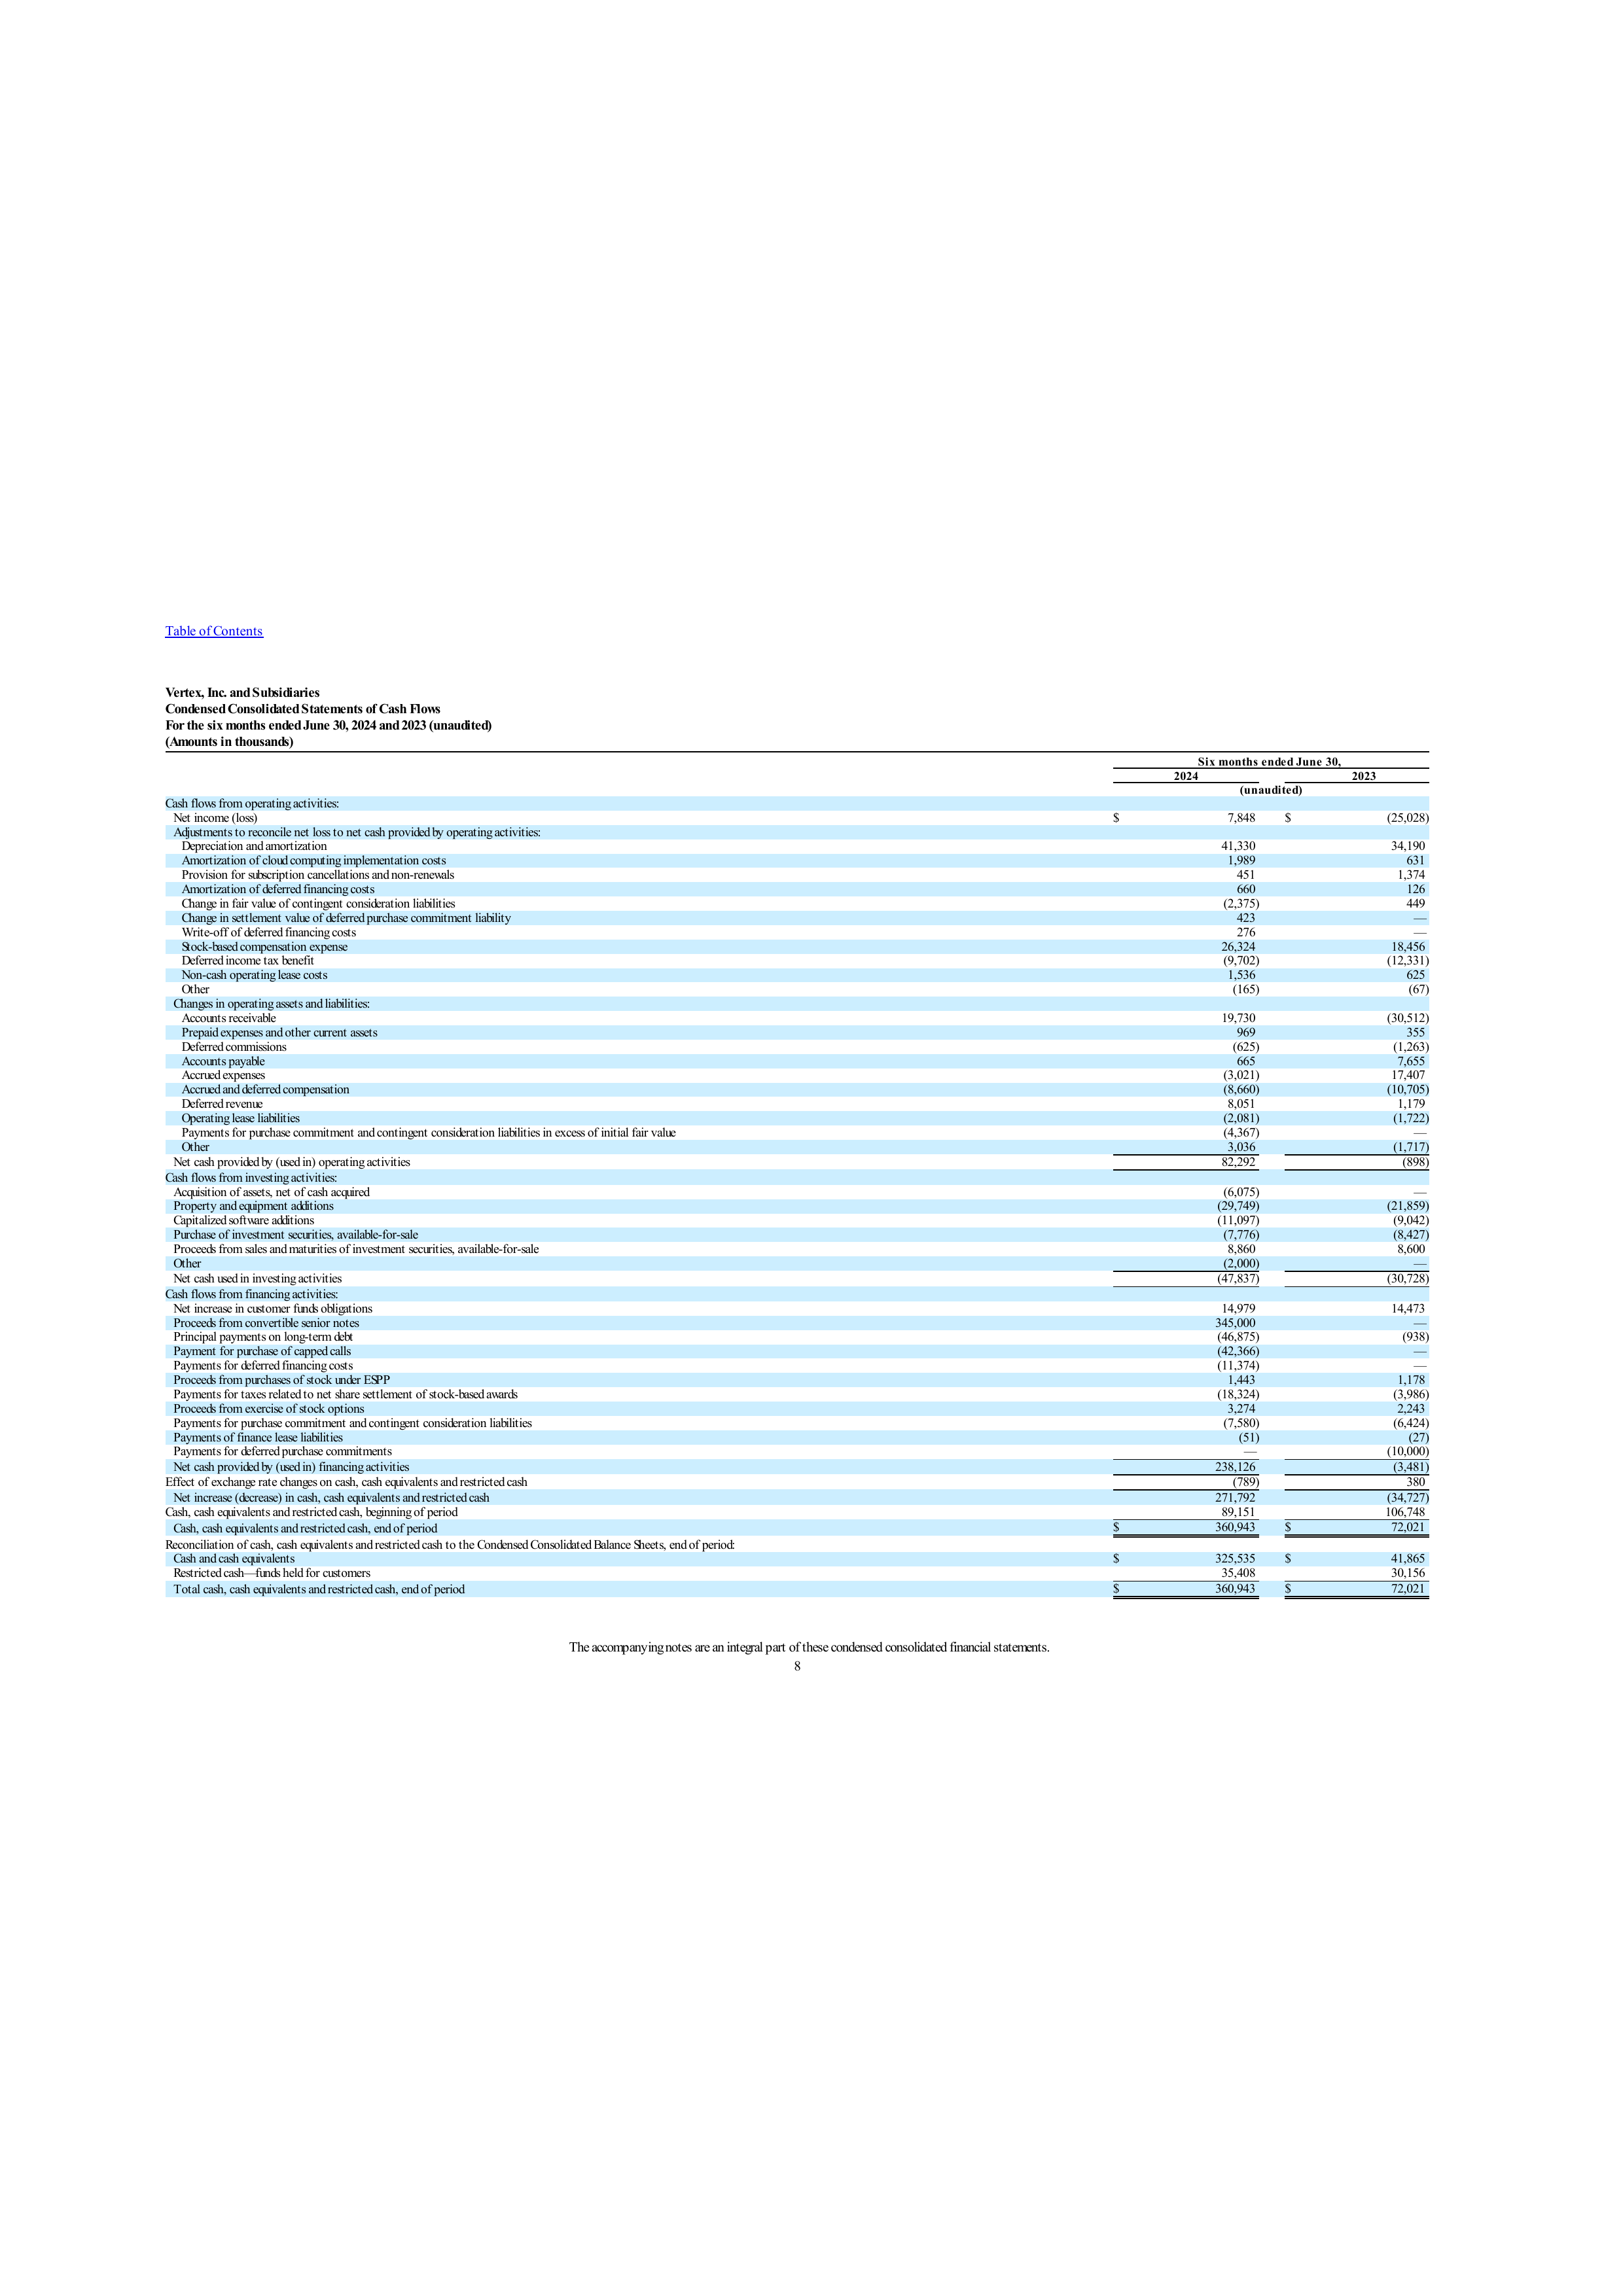 Table of Contents
Vertex, Inc. and Subsidiaries
Condensed Consolidated Statements of Cash Flows
For the six months ended June 30, 2024 and 2023 (unaudited)
(Amounts in thousands)
Six months ended June 30,
2024 2023
(unaudited)
Cash flows from operating activities:
Net income (loss) $ 7,848 $ (25,028)
Adjustments to reconcile net loss to net cash provided by operating activities:
Depreciation and amortization 41,330 34,190
Amortization of cloud computing implementation costs 1,989 631
Provision for subscription cancellations and non-renewals 451 1,374
Amortization of deferred financing costs 660 126
Change in fair value of contingent consideration liabilities (2,375) 449
Change in settlement value of deferred purchase commitment liability 423 —
Write-off of deferred financing costs 276 —
Stock-based compensation expense 26,324 18,456
Deferred income tax benefit (9,702) (12,331)
Non-cash operating lease costs 1,536 625
Other (165) (67)
Changes in operating assets and liabilities:
Accounts receivable 19,730 (30,512)
Prepaid expenses and other current assets 969 355
Deferred commissions (625) (1,263)
Accounts payable 665 7,655
Accrued expenses (3,021) 17,407
Accrued and deferred compensation (8,660) (10,705)
Deferred revenue 8,051 1,179
Operating lease liabilities (2,081) (1,722)
Payments for purchase commitment and contingent consideration liabilities in excess of initial fair value (4,367) —
Other 3,036 (1,717)
Net cash provided by (used in) operating activities 82,292 (898)
Cash flows from investing activities:
Acquisition of assets, net of cash acquired (6,075) —
Property and equipment additions (29,749) (21,859)
Capitalized software additions (11,097) (9,042)
Purchase of investment securities, available-for-sale (7,776) (8,427)
Proceeds from sales and maturities of investment securities, available-for-sale 8,860 8,600
Other (2,000) —
Net cash used in investing activities (47,837) (30,728)
Cash flows from financing activities:
Net increase in customer funds obligations 14,979 14,473
Proceeds from convertible senior notes 345,000 —
Principal payments on long-term debt (46,875) (938)
Payment for purchase of capped calls (42,366) —
Payments for deferred financing costs (11,374) —
Proceeds from purchases of stock under ESPP 1,443 1,178
Payments for taxes related to net share settlement of stock-based awards (18,324) (3,986)
Proceeds from exercise of stock options 3,274 2,243
Payments for purchase commitment and contingent consideration liabilities (7,580) (6,424)
Payments of finance lease liabilities (51) (27)
Payments for deferred purchase commitments — (10,000)
Net cash provided by (used in) financing activities 238,126 (3,481)
Effect of exchange rate changes on cash, cash equivalents and restricted cash (789) 380
Net increase (decrease) in cash, cash equivalents and restricted cash 271,792 (34,727)
Cash, cash equivalents and restricted cash, beginning of period 89,151 106,748
Cash, cash equivalents and restricted cash, end of period $ 360,943 $ 72,021
Reconciliation of cash, cash equivalents and restricted cash to the Condensed Consolidated Balance Sheets, end of period:
Cash and cash equivalents $ 325,535 $ 41,865
Restricted cash—funds held for customers 35,408 30,156
Total cash, cash equivalents and restricted cash, end of period $ 360,943 $ 72,021
The accompanying notes are an integral part of these condensed consolidated financial statements.
8